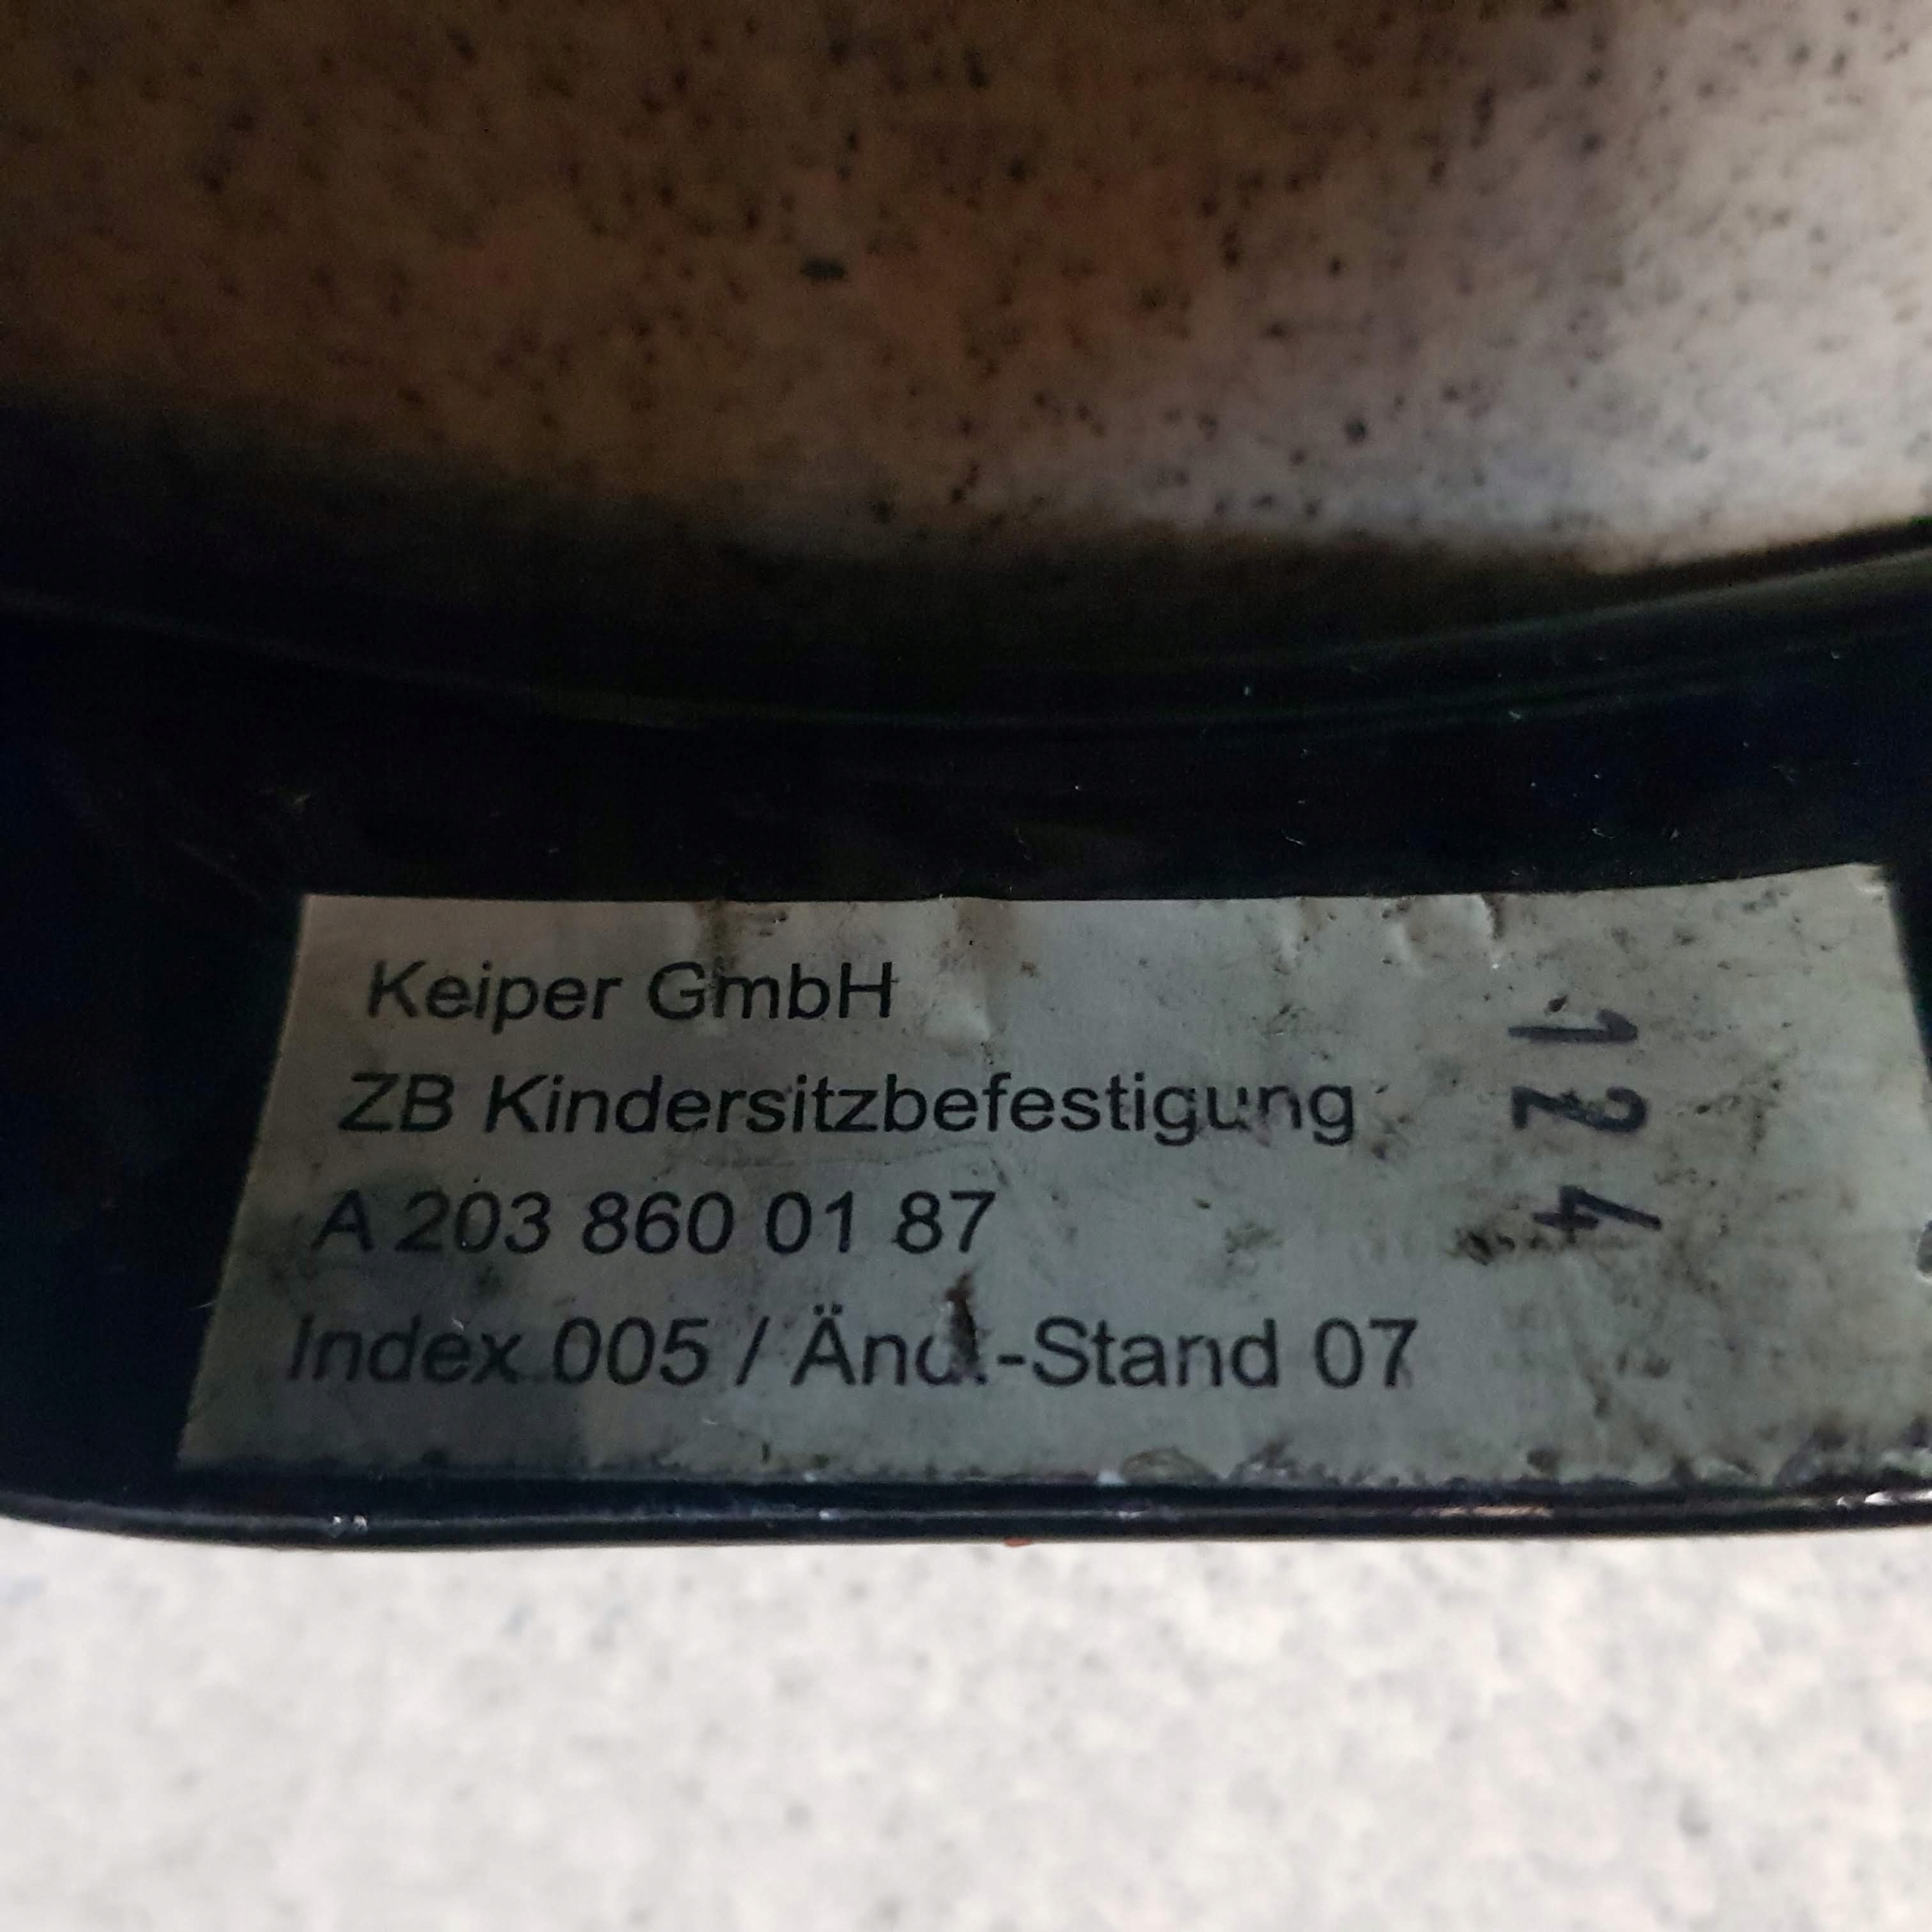 Keiper GmbH
ZB Kindersitzbefestigung
A 203 860 01 87
Index 005 / Änd.-Stand 07
124